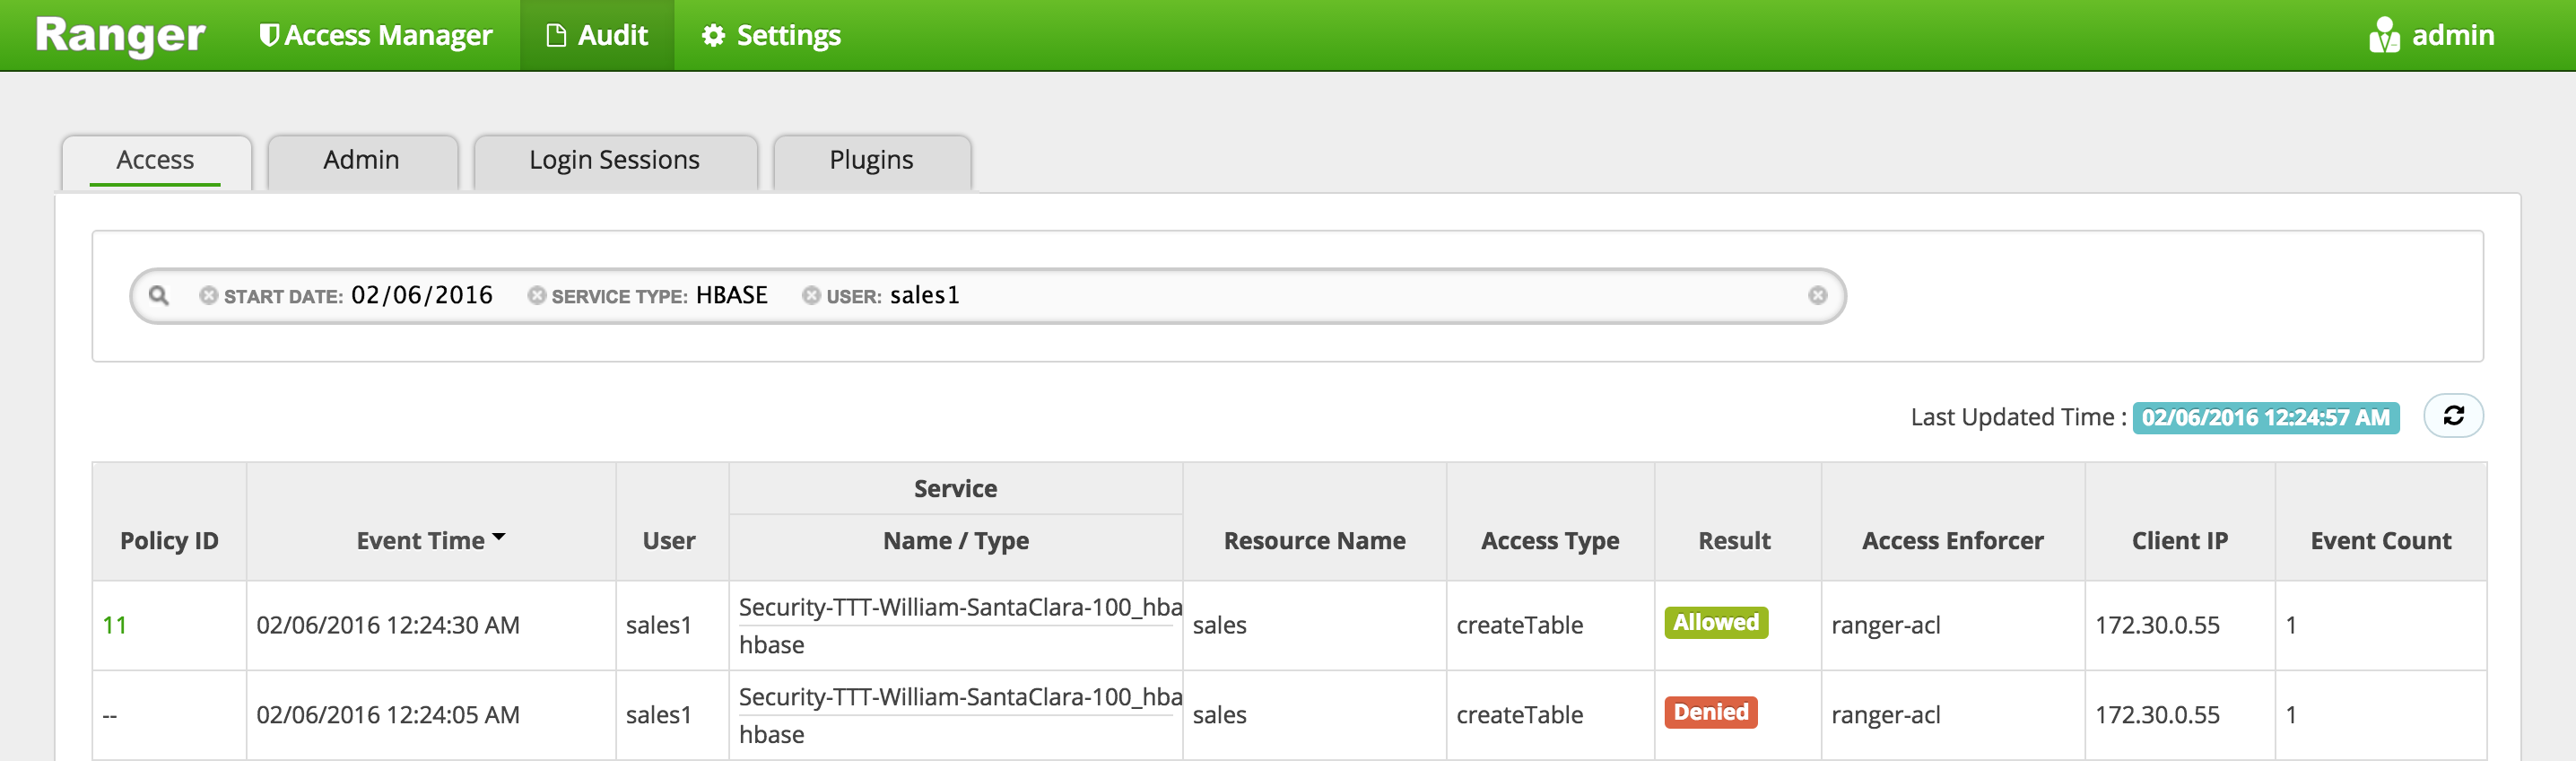 Ranger Access Manager Audit Settings admin
Access Admin Login Sessions Plugins
START DATE: 02/06/2016 SERVICE TYPE: HBASE USER: sales1
Last Updated Time : 02/06/2016 12:24:57 AM
Service
Policy ID Event Time User Name / Type Resource Name Access Type Result Access Enforcer Client IP Event Count
Security-TTT-William-SantaClara-100_hba
11 02/06/2016 12:24:30 AM sales1 sales createTable Allowed ranger-acl 172.30.0.55 1
hbase
Security-TTT-William-SantaClara-100_hba
-- 02/06/2016 12:24:05 AM sales1 sales createTable Denied ranger-acl 172.30.0.55 1
hbase